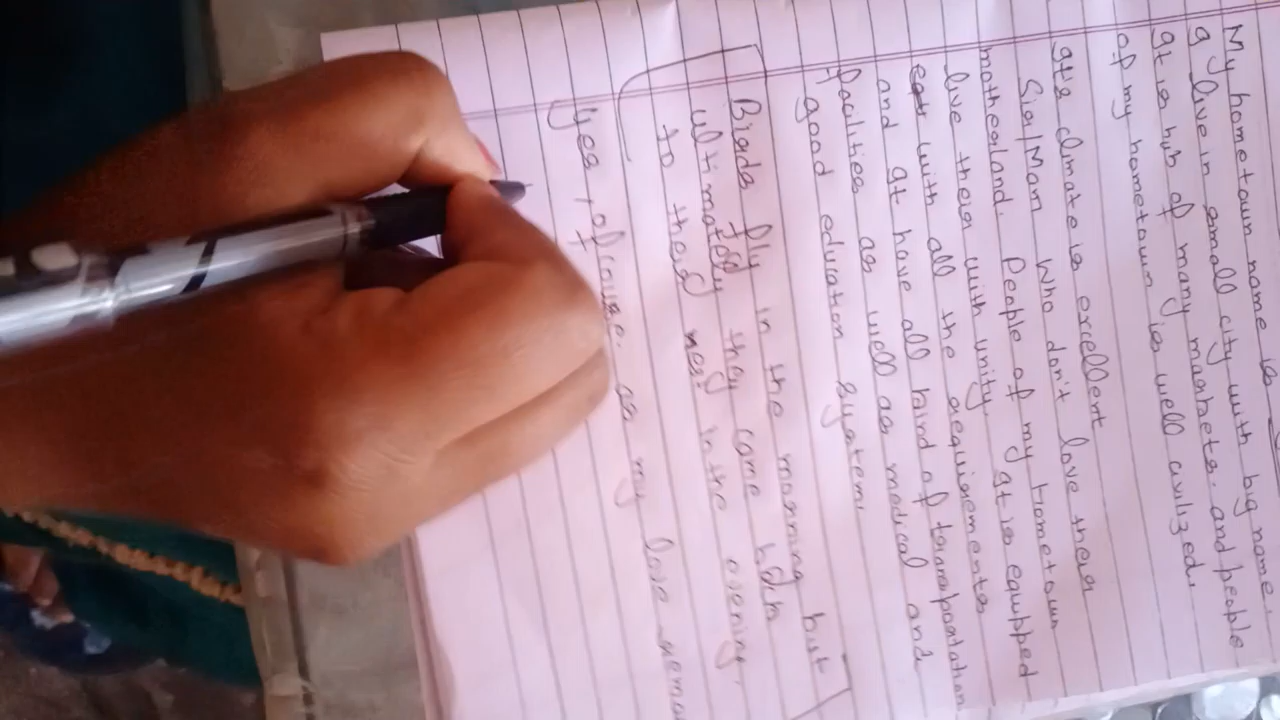 My hometown name is
I live in small city with big name.
It is hub of many markets. and people
of my hometown is well civilized.
It's climate is excellent
Sir/Mam Who don't love their
motherland. People of my hometown
live their with unity. It is equipped
with all the requirements
and It have all kind of transportation
facilities as well as medical and
good education system.
Birds fly in the morning but
ultimately they come back
to their nest in the evening.
Yes, of course. as my love